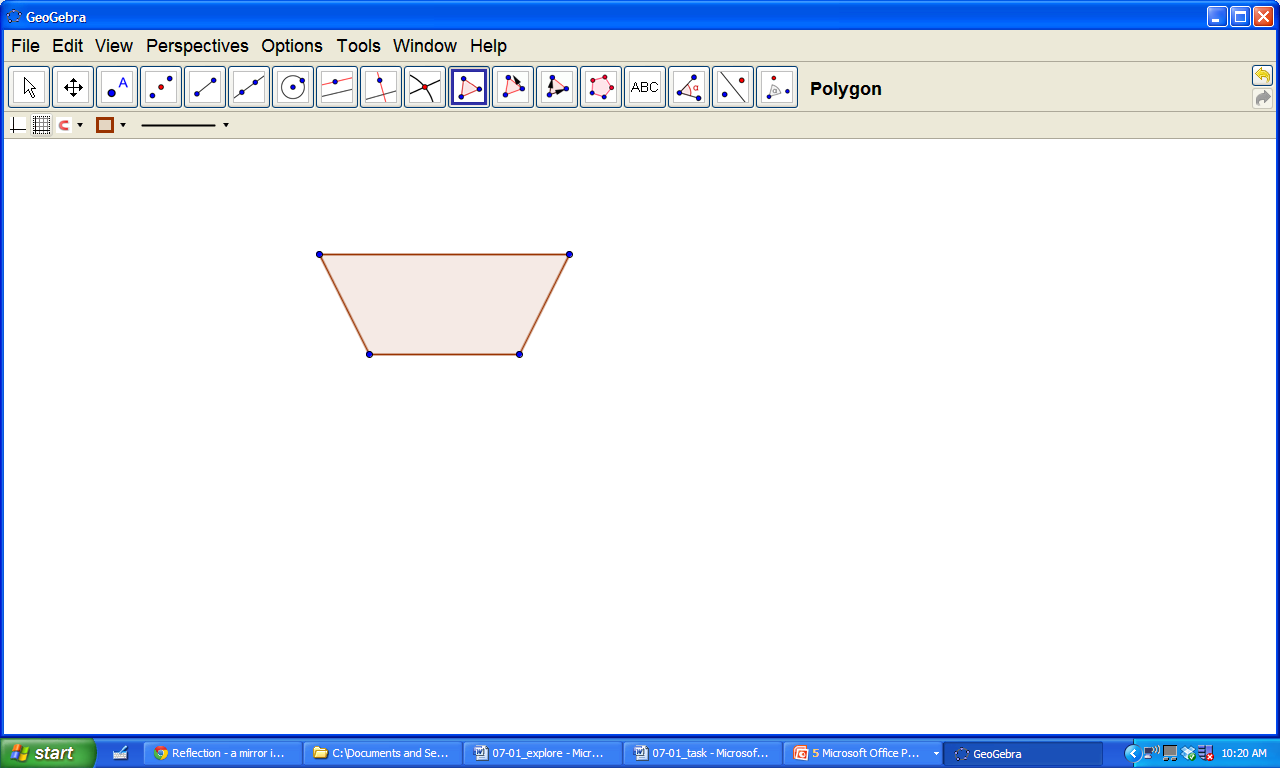 GeoGebra
File Edit View Perspectives Options Tools Window Help
A ABC α Polygon
start Reflection - a mirror i... C:\Documents and Se... 07-01_explore - Micr... 07-01_task - Microsof... 5 Microsoft Office P... GeoGebra 10:20 AM